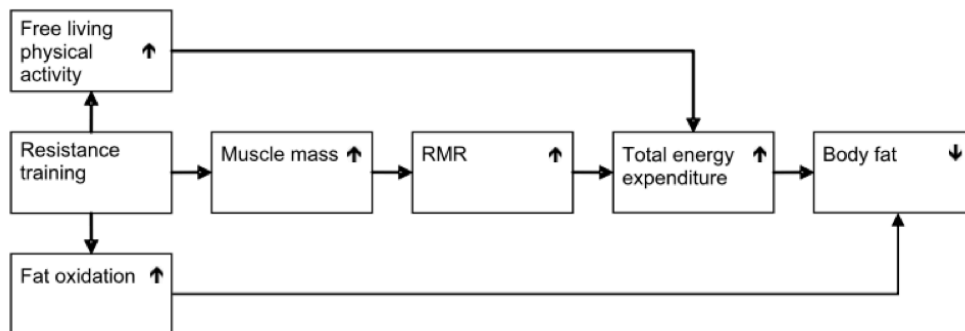 Free living
physical
activity
Resistance
training
Muscle mass
RMR
Total energy
expenditure
Body fat
Fat oxidation